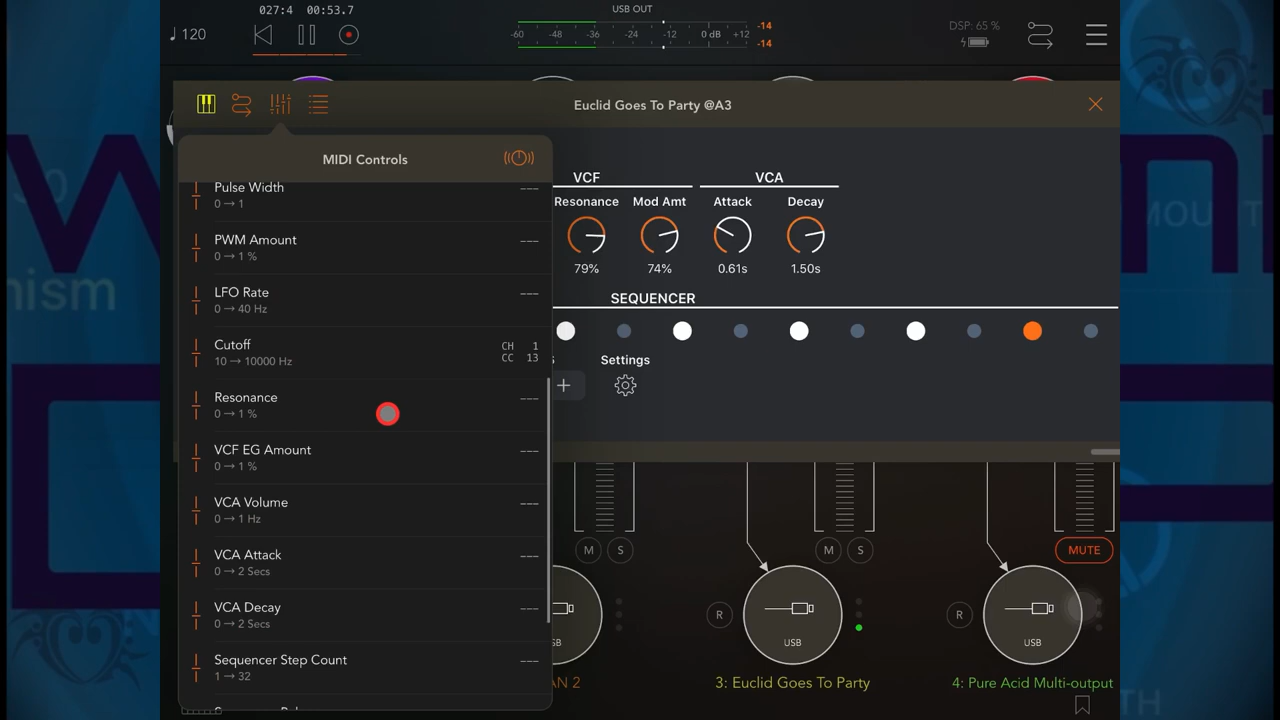 027:4 00:53.7
USB OUT
120
-60 -48 -36 -24 -12 0 dB +12
-14
-14
DSP: 65 %
Euclid Goes To Party @A3
MIDI Controls
Pulse Width ---
0 → 1
PWM Amount ---
0 → 1 %
LFO Rate ---
0 → 40 Hz
Cutoff CH 1
10 → 10000 Hz CC 13
Resonance ---
0 → 1 %
VCF EG Amount ---
0 → 1 %
VCA Volume ---
0 → 1 Hz
VCA Attack ---
0 → 2 Secs
VCA Decay ---
0 → 2 Secs
Sequencer Step Count ---
1 → 32
VCF VCA
Resonance Mod Amt Attack Decay
79% 74% 0.61s 1.50s
SEQUENCER
Settings
+
M S M S MUTE
R R
USB USB
AN 2 3: Euclid Goes To Party 4: Pure Acid Multi-output